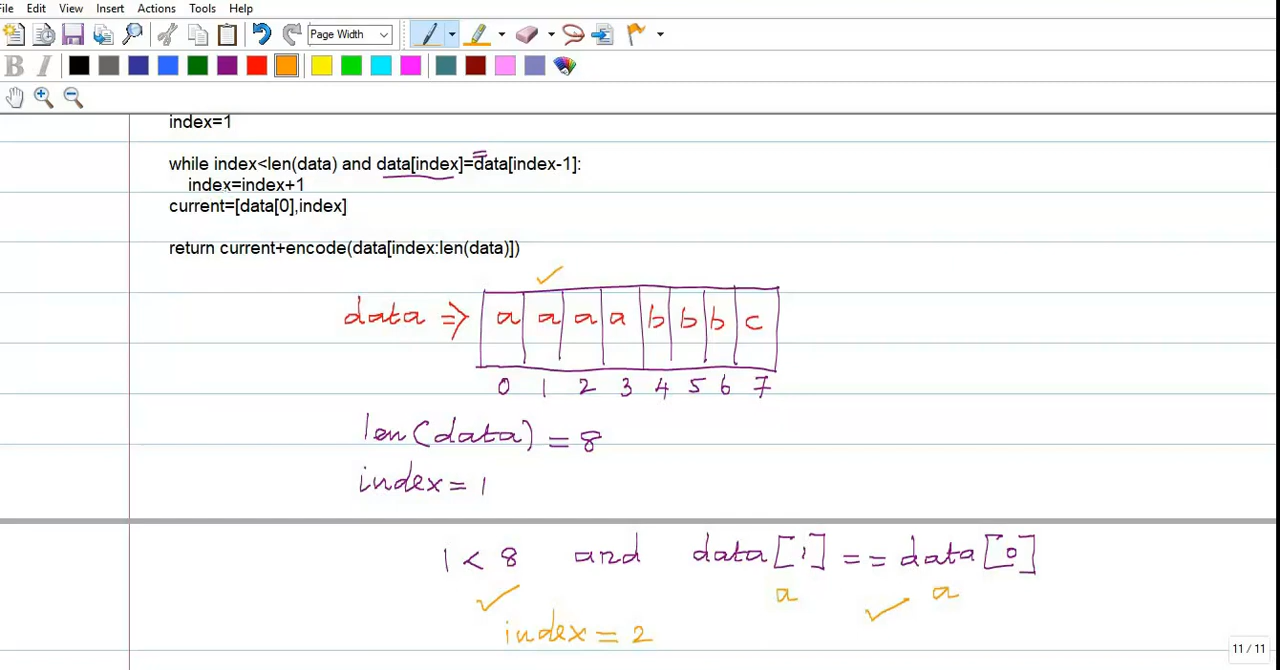 File Edit View Insert Actions Tools Help
Page Width
B I
index=1
while index<len(data) and data[index]==data[index-1]:
index=index+1
current=[data[0],index]
return current+encode(data[index:len(data)])
data => a a a a b b b c
0 1 2 3 4 5 6 7
len(data) = 8
index = 1
1 < 8 and data[1] == data[0]
a a
index = 2
11 / 11